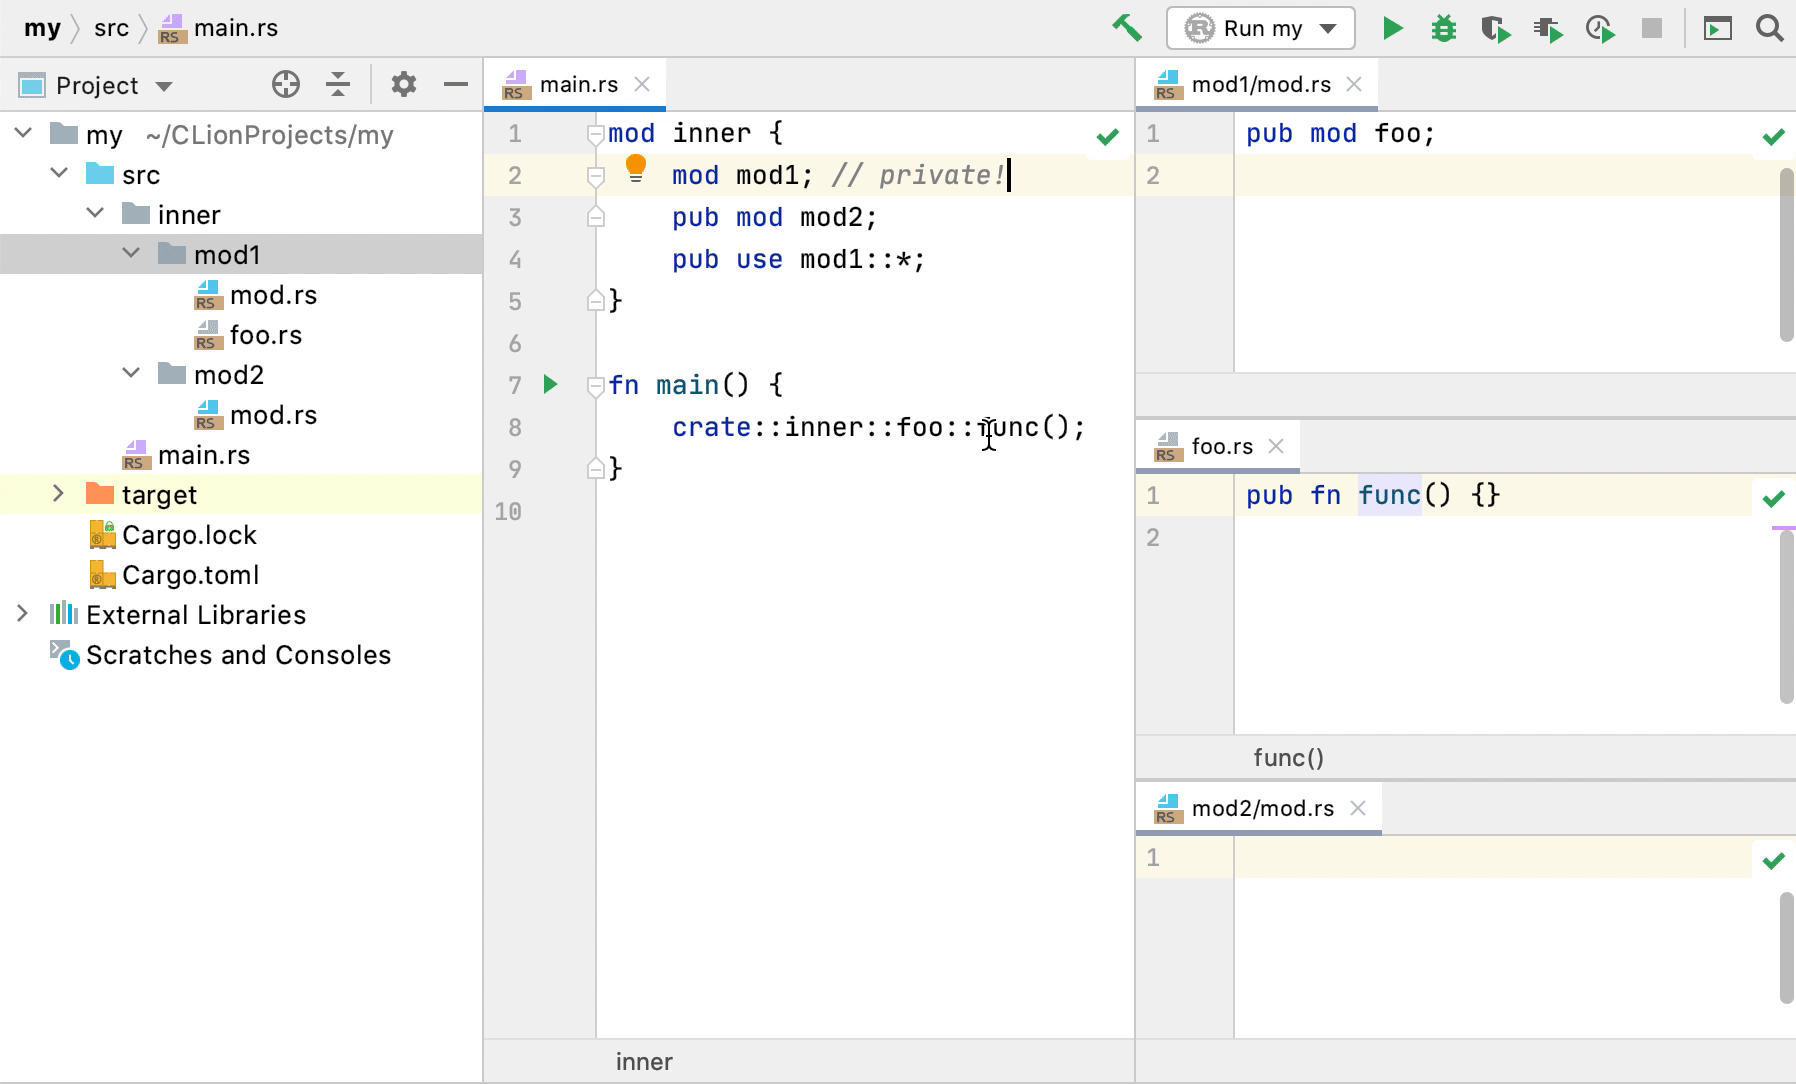 my src main.rs
Run my
Project
my ~/CLionProjects/my
src
inner
mod1
mod.rs
foo.rs
mod2
mod.rs
main.rs
target
Cargo.lock
Cargo.toml
External Libraries
Scratches and Consoles
main.rs
1 mod inner {
2 mod mod1; // private!
3 pub mod mod2;
4 pub use mod1::*;
5 }
6
7 fn main() {
8 crate::inner::foo::func();
9 }
10
inner
mod1/mod.rs
1 pub mod foo;
2
foo.rs
1 pub fn func() {}
2
func()
mod2/mod.rs
1